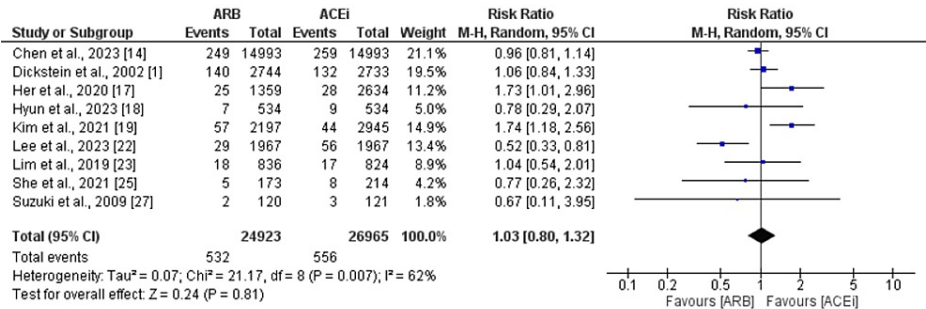 ARB ACEi Risk Ratio Risk Ratio
Study or Subgroup Events Total Events Total Weight M-H, Random, 95% CI M-H, Random, 95% CI
Chen et al., 2023 [14] 249 14993 259 14993 21.1% 0.96 [0.81, 1.14]
Dickstein et al., 2002 [1] 140 2744 132 2733 19.5% 1.06 [0.84, 1.33]
Her et al., 2020 [17] 25 1359 28 2634 11.2% 1.73 [1.01, 2.96]
Hyun et al., 2023 [18] 7 534 9 534 5.0% 0.78 [0.29, 2.07]
Kim et al., 2021 [19] 57 2197 44 2945 14.9% 1.74 [1.18, 2.56]
Lee et al., 2023 [22] 29 1967 56 1967 13.4% 0.52 [0.33, 0.81]
Lim et al., 2019 [23] 18 836 17 824 8.9% 1.04 [0.54, 2.01]
She et al., 2021 [25] 5 173 8 214 4.2% 0.77 [0.26, 2.32]
Suzuki et al., 2009 [27] 2 120 3 121 1.8% 0.67 [0.11, 3.95]
Total (95% CI) 24923 26965 100.0% 1.03 [0.80, 1.32]
Total events 532 556
Heterogeneity: Tau² = 0.07; Chi² = 21.17, df = 8 (P = 0.007); I² = 62%
Test for overall effect: Z = 0.24 (P = 0.81)
0.1 0.2 0.5 1 2 5 10
Favours [ARB] Favours [ACEi]